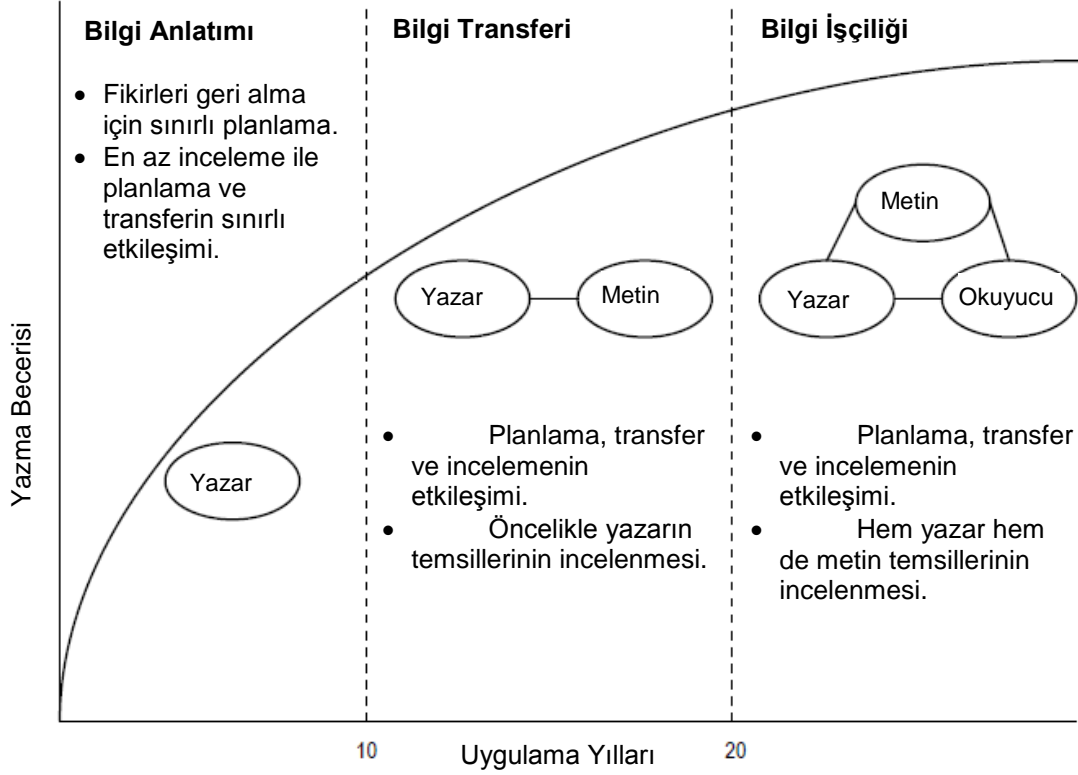 Bilgi Anlatımı
Fikirleri geri alma
için sınırlı planlama.
En az inceleme ile
planlama ve
transferin sınırlı
etkileşimi.
Yazar
Bilgi Transferi
Yazar
Metin
Planlama, transfer
ve incelemenin
etkileşimi.
Öncelikle yazarın
temsillerinin incelenmesi.
Bilgi İşçiliği
Metin
Yazar
Okuyucu
Planlama, transfer
ve incelemenin
etkileşimi.
Hem yazar hem
de metin temsillerinin
incelenmesi.
Yazma Becerisi
10
Uygulama Yılları
20